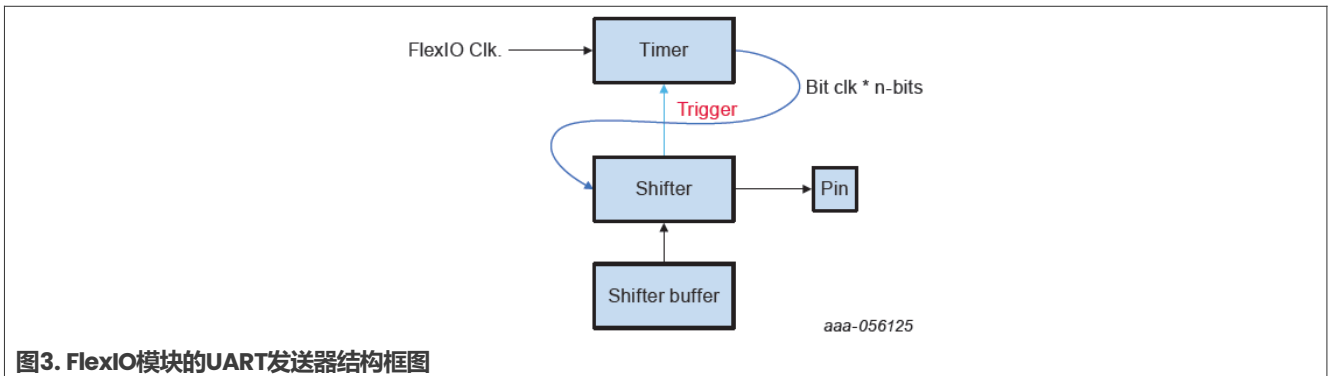 FlexIO Clk.
Timer
Bit clk * n-bits
Trigger
Shifter
Pin
Shifter buffer
aaa-056125
图3. FlexIO模块的UART发送器结构框图